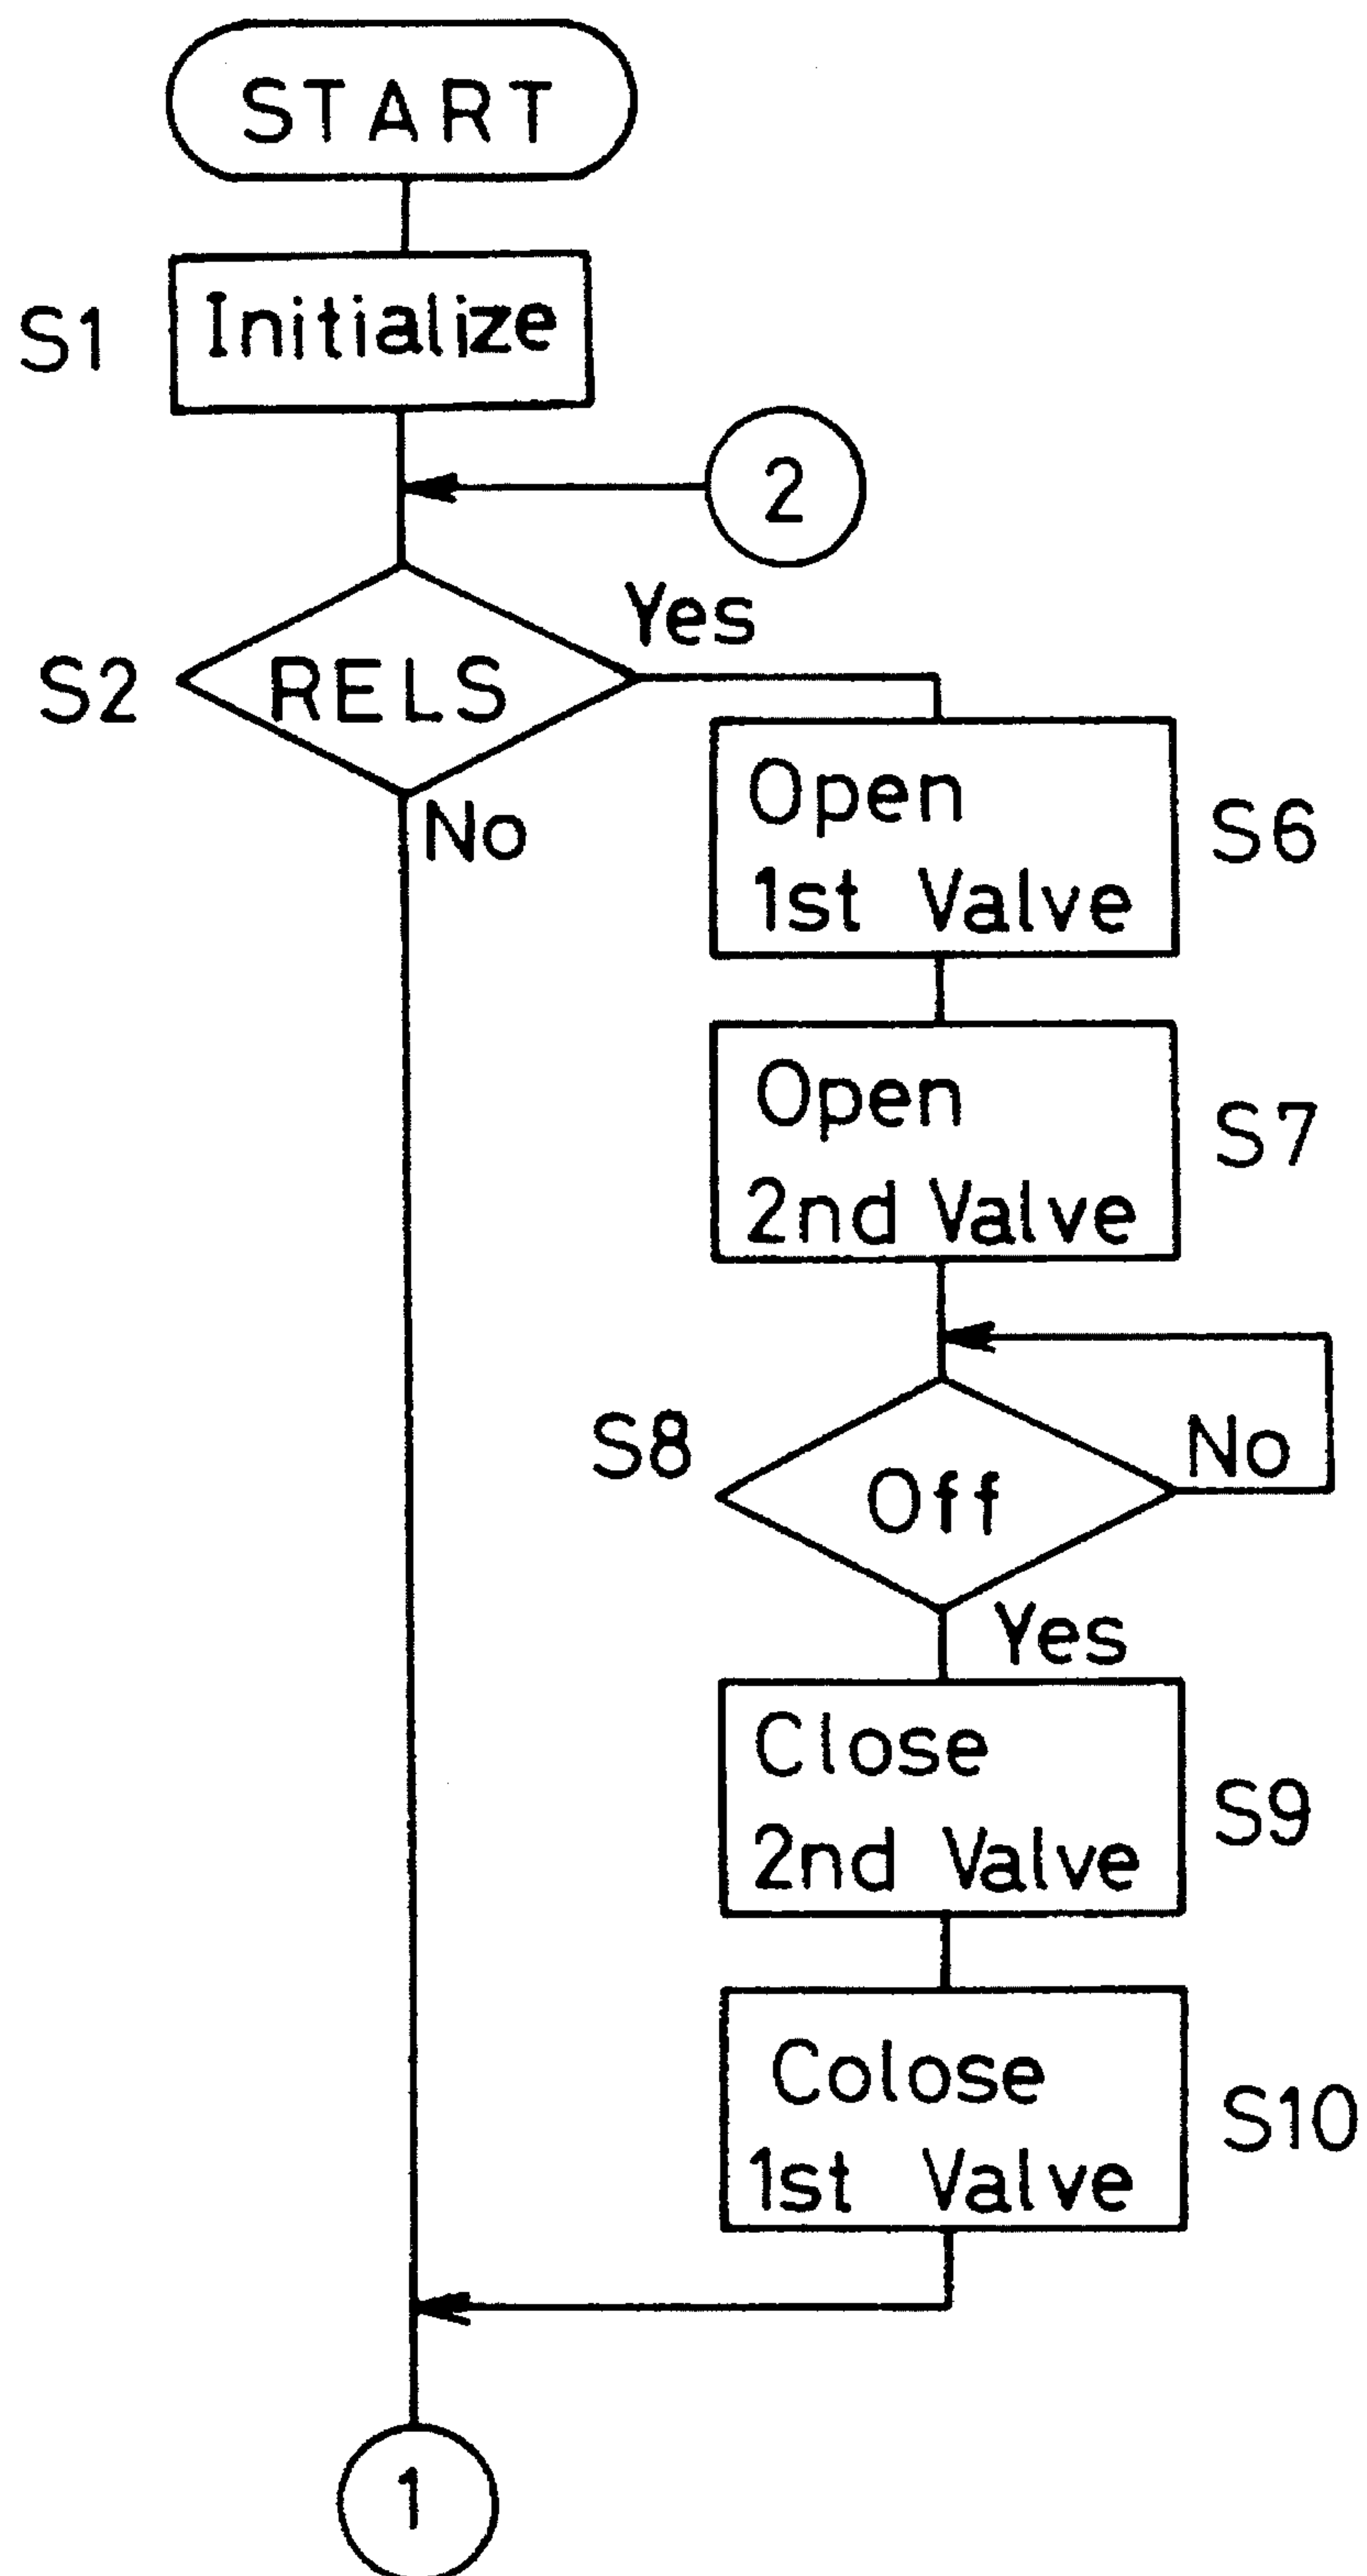 START
S1
Initialize
2
Yes
S2
RELS
No
Open
1st Valve
S6
Open
2nd Valve
S7
S8
Off
No
Yes
Close
2nd Valve
S9
Colose
1st Valve
S10
1